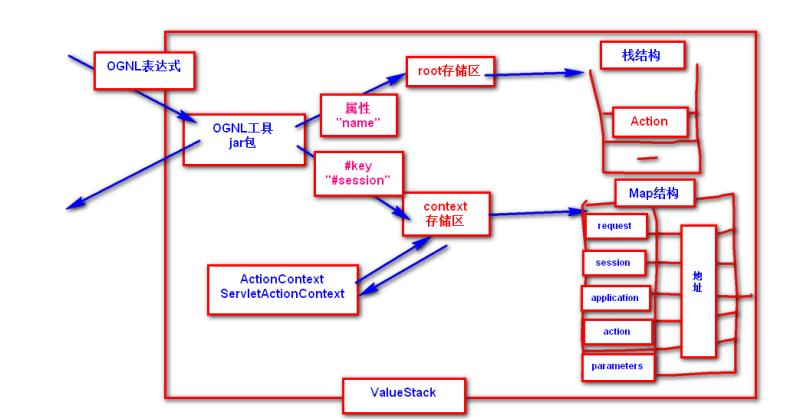 OGNL表达式
OGNL工具
jar包
属性
"name"
#key
"#session"
root存储区
栈结构
Action
context
存储区
Map结构
request
session
application
action
parameters
地
址
ActionContext
ServletActionContext
ValueStack